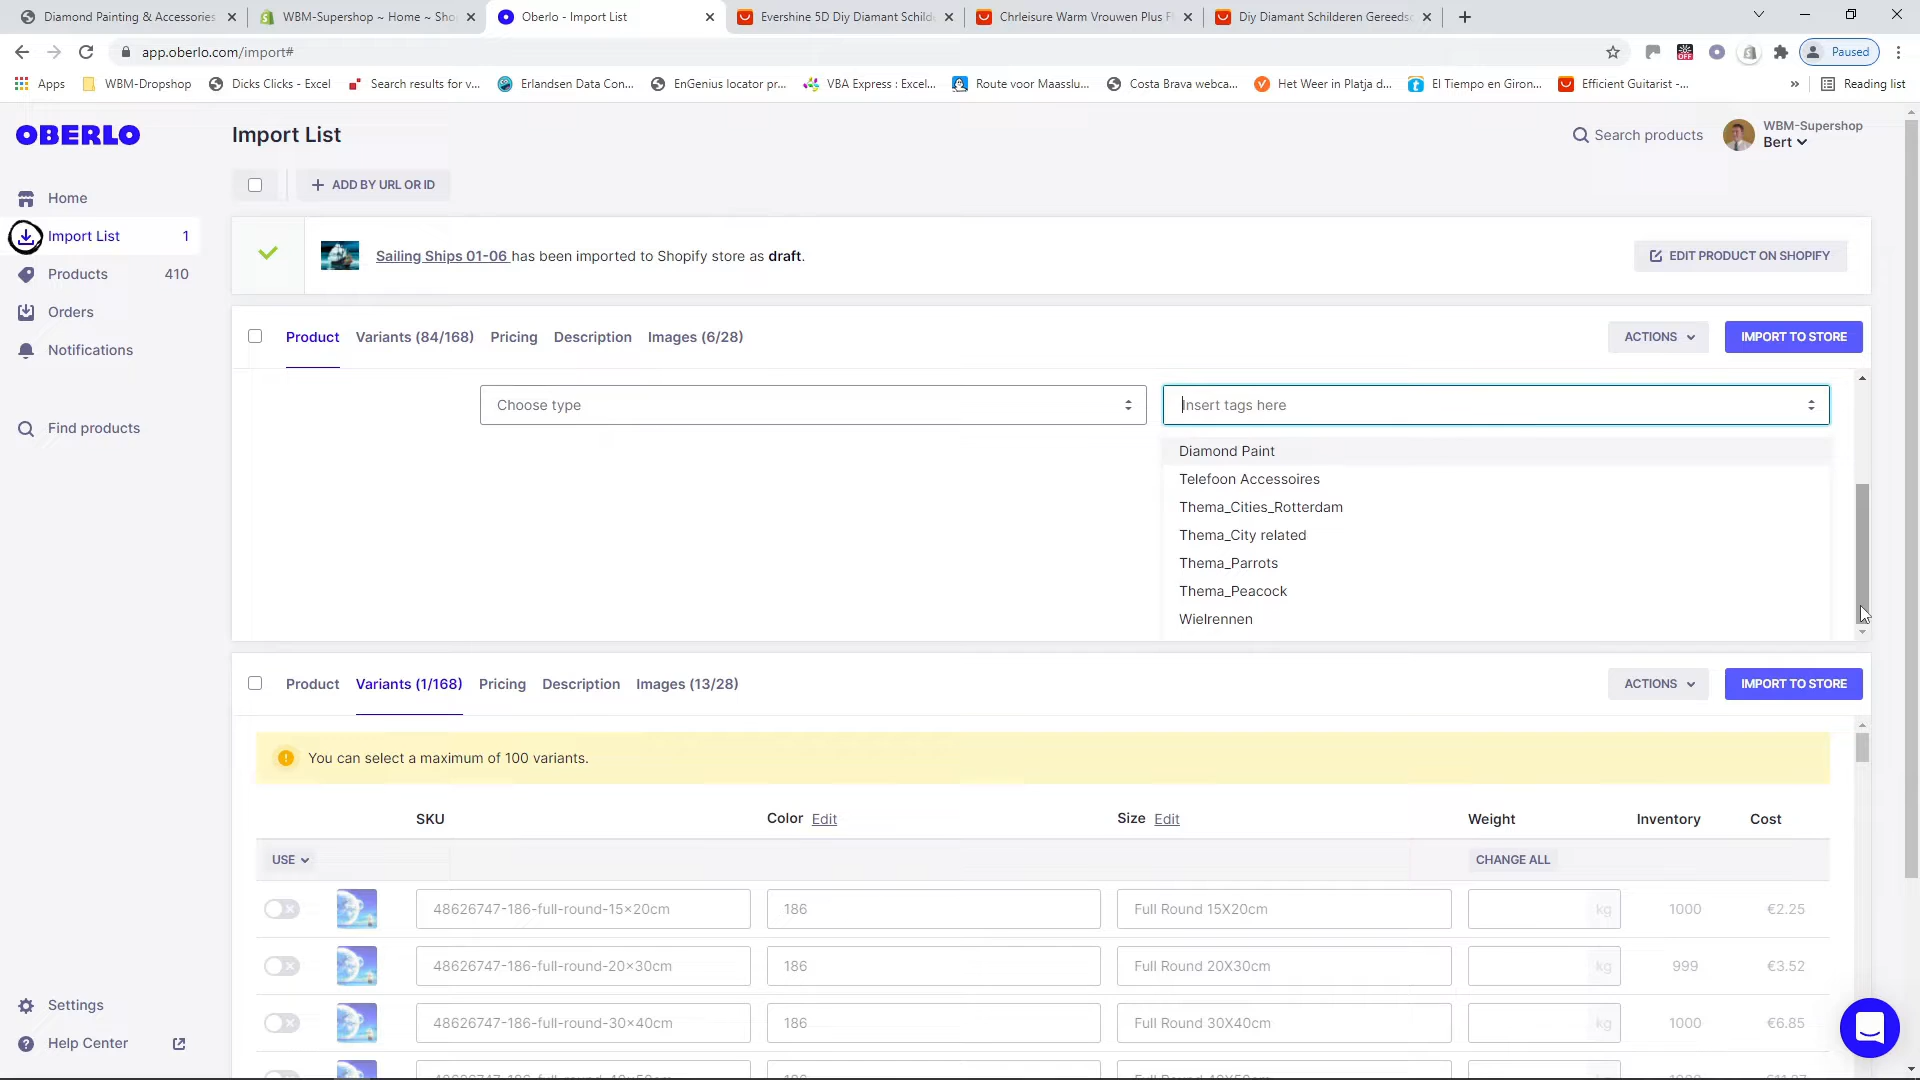 Diamond Painting & Accessories
WBM-Supershop ~ Home ~ Sho
Oberlo - Import List
Evershine 5D Diy Diamant Schild
Chrleisure Warm Vrouwen Plus F
Diy Diamant Schilderen Gereeds
app.oberlo.com/import#
Paused
Apps
WBM-Dropshop
Dicks Clicks - Excel
Search results for v...
Erlandsen Data Con...
EnGenius locator pr...
VBA Express : Excel...
Route voor Maasslu...
Costa Brava webca...
Het Weer in Platja d...
El Tiempo en Giron...
Efficient Guitarist -...
Reading list
OBERLO
Import List
Search products
WBM-Supershop
Bert
ADD BY URL OR ID
Home
Import List 1
Products 410
Orders
Notifications
Find products
Settings
Help Center
Sailing Ships 01-06 has been imported to Shopify store as draft.
EDIT PRODUCT ON SHOPIFY
Product Variants (84/168) Pricing Description Images (6/28)
ACTIONS
IMPORT TO STORE
Choose type
Insert tags here
Diamond Paint
Telefoon Accessoires
Thema_Cities_Rotterdam
Thema_City related
Thema_Parrots
Thema_Peacock
Wielrennen
Product Variants (1/168) Pricing Description Images (13/28)
ACTIONS
IMPORT TO STORE
You can select a maximum of 100 variants.
SKU Color Edit Size Edit Weight Inventory Cost
USE CHANGE ALL
48626747-186-full-round-15x20cm 186 Full Round 15X20cm kg 1000 €2.25
48626747-186-full-round-20x30cm 186 Full Round 20X30cm kg 999 €3.52
48626747-186-full-round-30x40cm 186 Full Round 30X40cm kg 1000 €6.85